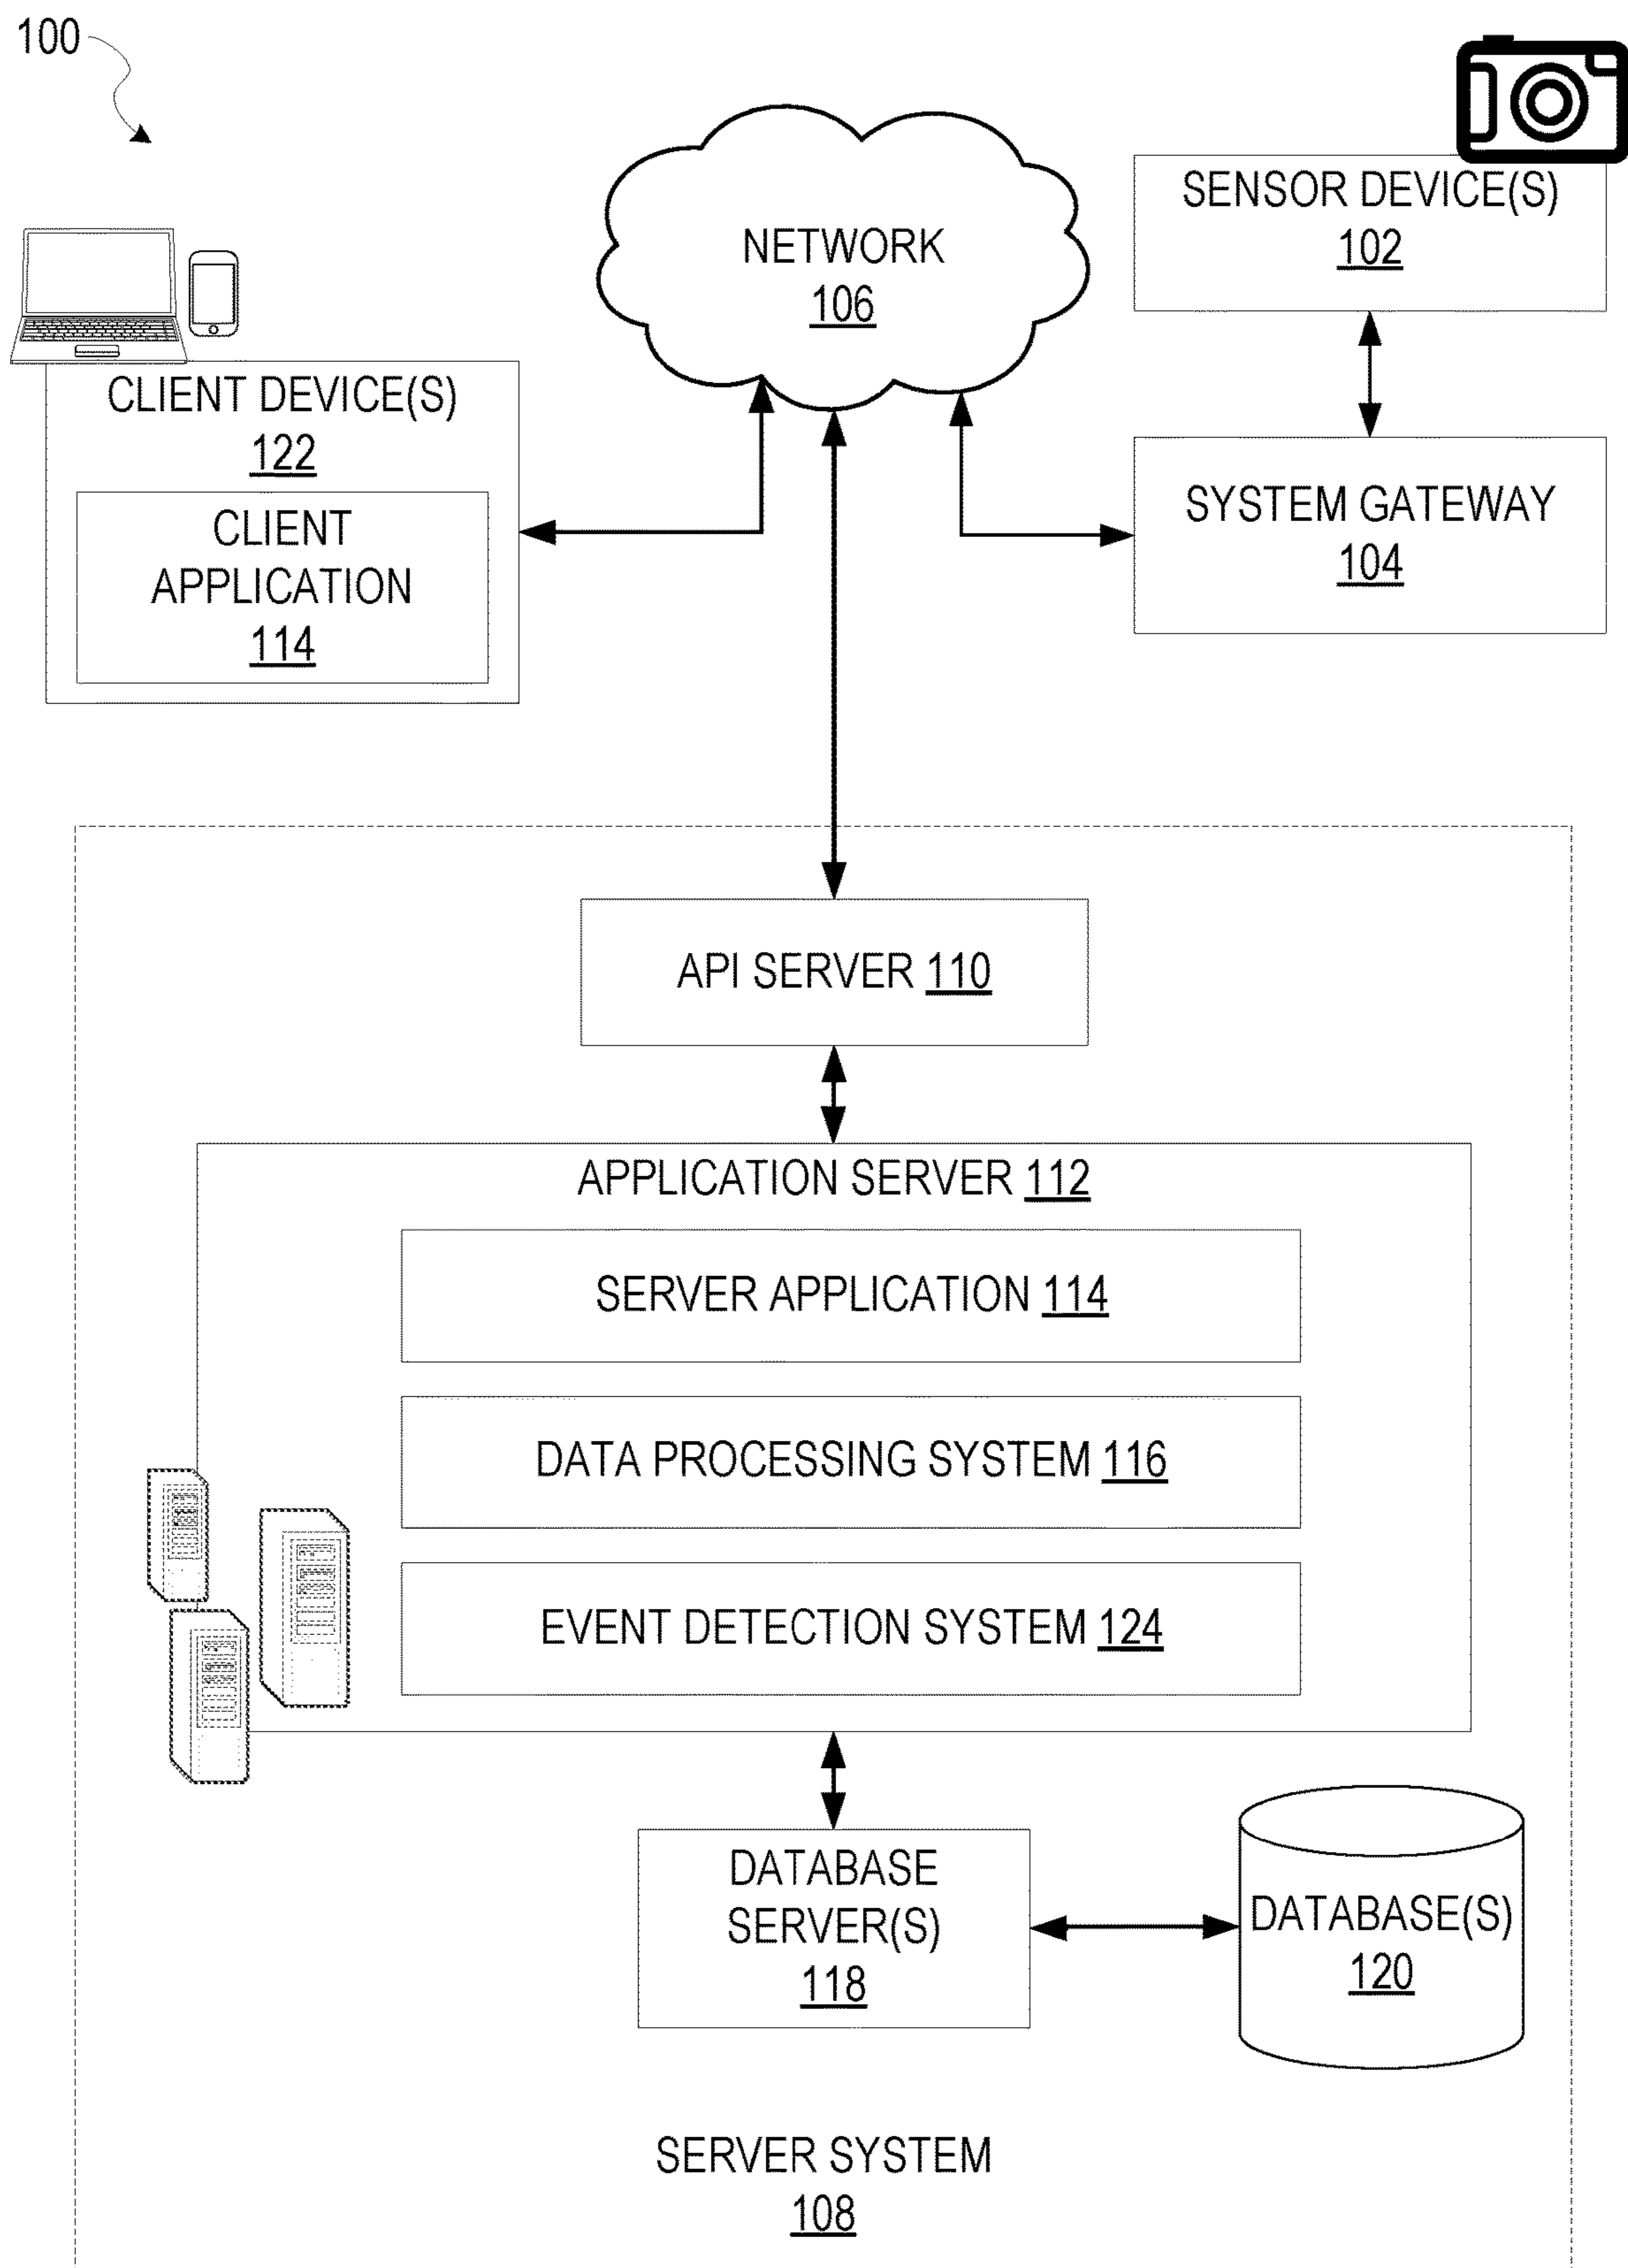 100
NETWORK
106
SENSOR DEVICE(S)
102
CLIENT DEVICE(S)
122
CLIENT
APPLICATION
114
SYSTEM GATEWAY
104
API SERVER 110
APPLICATION SERVER 112
SERVER APPLICATION 114
DATA PROCESSING SYSTEM 116
EVENT DETECTION SYSTEM 124
DATABASE
SERVER(S)
118
DATABASE(S)
120
SERVER SYSTEM
108